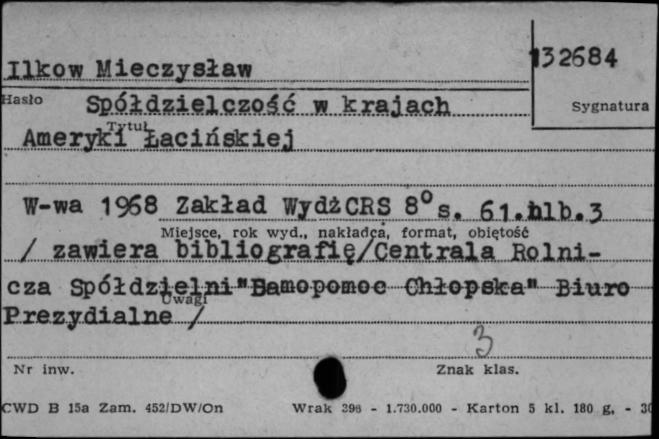 132684
Ilkow Mieczysław
Hasło Spółdzielczość w krajach
Sygnatura
Tytuł
Ameryki Łacińskiej
W-wa 1968 Zakład WydżCRS 8° s. 61.nlb.3
Miejsce, rok wyd., nakładca, format, objętość
/ zawiera bibliografię/Centrala Rolni-
cza Spółdzielni"Samopomoc Chłopska" Biuro
Uwagi
Prezydialne /
3
Nr inw. Znak klas.
CWD B 15a Zam. 452/DW/On Wrak 396 - 1.730.000 - Karton 5 kl. 180 g. - 30